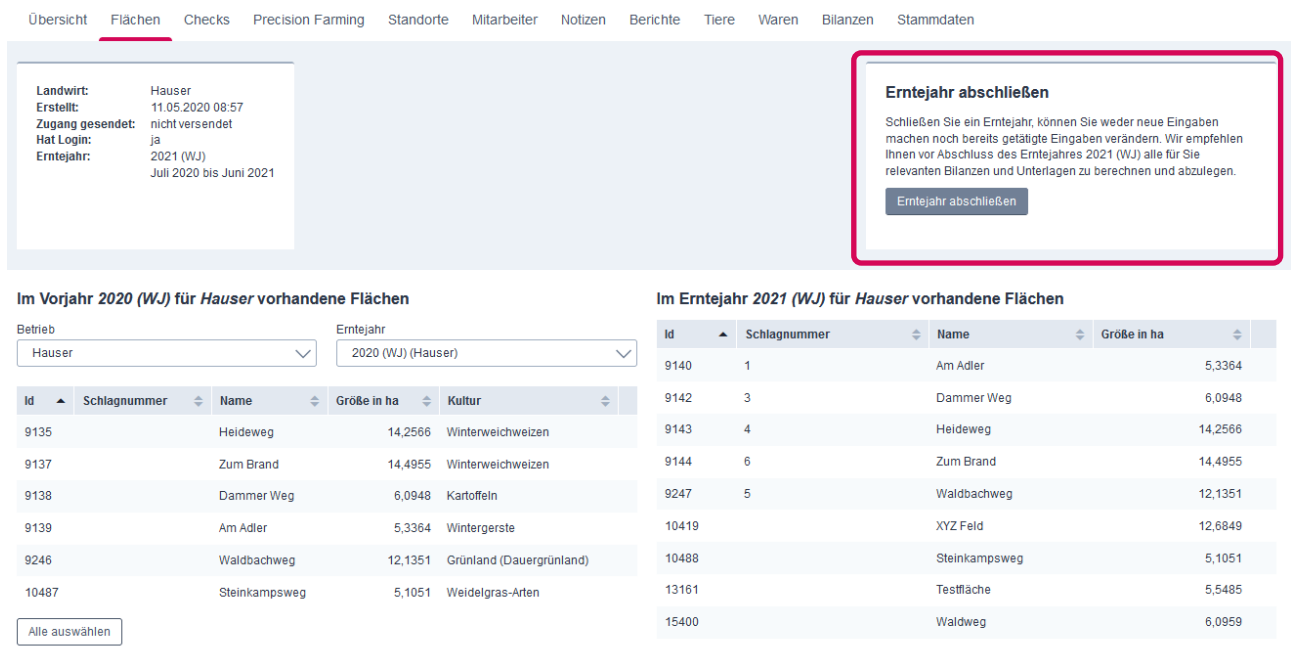 Übersicht Flächen Checks Precision Farming Standorte Mitarbeiter Notizen Berichte Tiere Waren Bilanzen Stammdaten
Landwirt: Hauser
Erstellt: 11.05.2020 08:57
Zugang gesendet: nicht versendet
Hat Login: ja
Erntejahr: 2021 (WJ)
Juli 2020 bis Juni 2021
Erntejahr abschließen
Schließen Sie ein Erntejahr, können Sie weder neue Eingaben
machen noch bereits getätigte Eingaben verändern. Wir empfehlen
Ihnen vor Abschluss des Erntejahres 2021 (WJ) alle für Sie
relevanten Bilanzen und Unterlagen zu berechnen und abzulegen.
Erntejahr abschließen
Im Vorjahr 2020 (WJ) für Hauser vorhandene Flächen
Betrieb Erntejahr
Hauser 2020 (WJ) (Hauser)
Id Schlagnummer Name Größe in ha Kultur
9135 Heideweg 14,2566 Winterweichweizen
9137 Zum Brand 14,4955 Winterweichweizen
9138 Dammer Weg 6,0948 Kartoffeln
9139 Am Adler 5,3364 Wintergerste
9246 Waldbachweg 12,1351 Grünland (Dauergrünland)
10487 Steinkampsweg 5,1051 Weidelgras-Arten
Alle auswählen
Im Erntejahr 2021 (WJ) für Hauser vorhandene Flächen
Id Schlagnummer Name Größe in ha
9140 1 Am Adler 5,3364
9142 3 Dammer Weg 6,0948
9143 4 Heideweg 14,2566
9144 6 Zum Brand 14,4955
9247 5 Waldbachweg 12,1351
10419 XYZ Feld 12,6849
10488 Steinkampsweg 5,1051
13161 Testfläche 5,5485
15400 Waldweg 6,0959